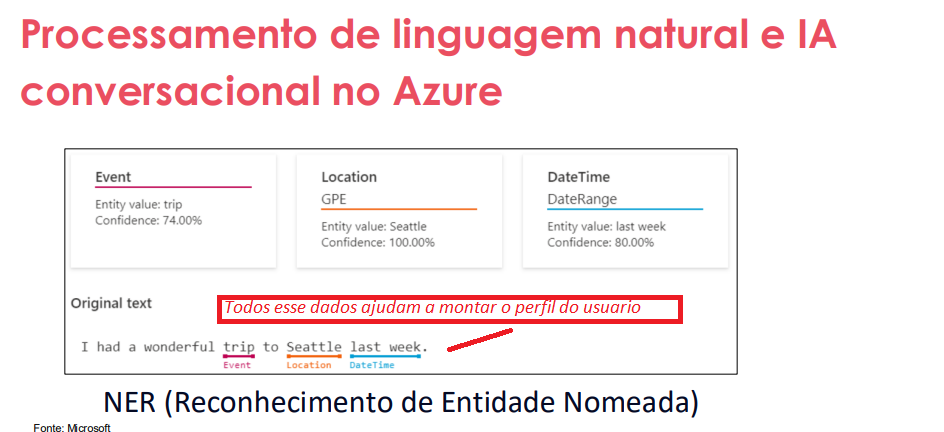 Processamento de linguagem natural e IA
conversacional no Azure
Event
Entity value: trip
Confidence: 74.00%
Location
GPE
Entity value: Seattle
Confidence: 100.00%
DateTime
DateRange
Entity value: last week
Confidence: 80.00%
Original text
Todos esse dados ajudam a montar o perfil do usuario
I had a wonderful trip to Seattle last week.
Event Location DateTime
NER (Reconhecimento de Entidade Nomeada)
Fonte: Microsoft